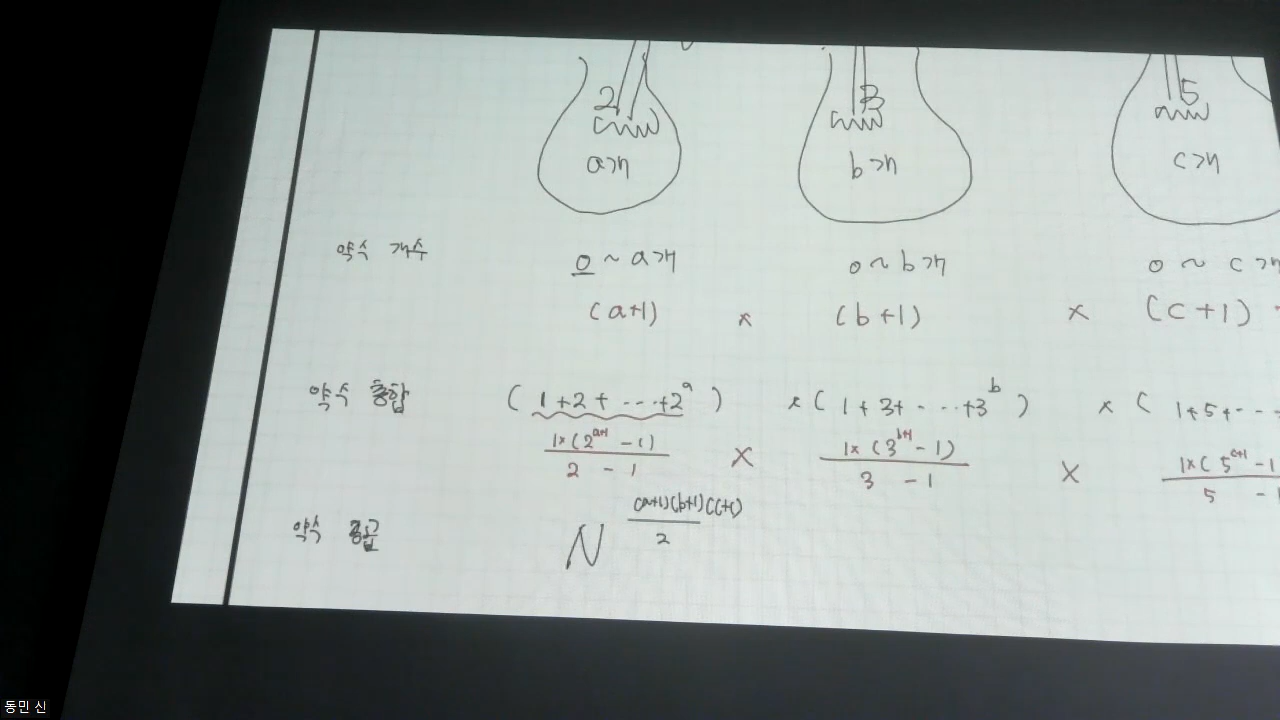 2 3 5
a개 b개 c개
약수 개수 0 ~ a개 0 ~ b개 0 ~ c개
(a+1) × (b+1) × (c+1)
약수 총합 (1+2+ ⋯ +2^a) × (1+3+ ⋯ +3^b) × (1+5+ ⋯
1×(2^{a+1} -1) / 2 - 1 × 1×(3^{b+1} -1) / 3 - 1 × 1×(5^{c+1} -1 / 5 - 1
약수 총곱 N^{(a+1)(b+1)(c+1) / 2}
동민 신